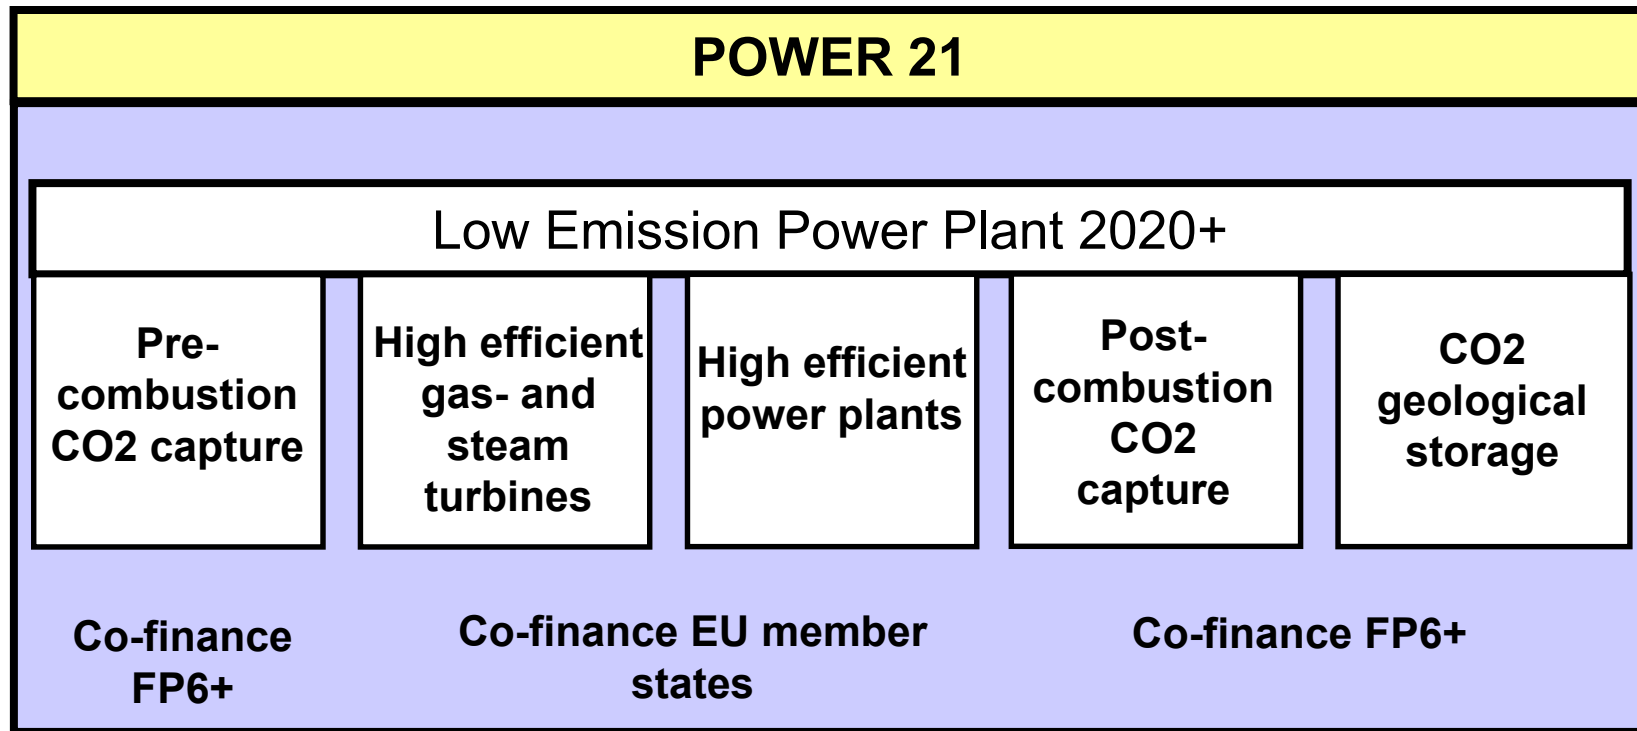 POWER 21
Low Emission Power Plant 2020+
Pre-
combustion
CO2 capture
High efficient
gas- and
steam
turbines
High efficient
power plants
Post-
combustion
CO2
capture
CO2
geological
storage
Co-finance
FP6+
Co-finance EU member
states
Co-finance FP6+